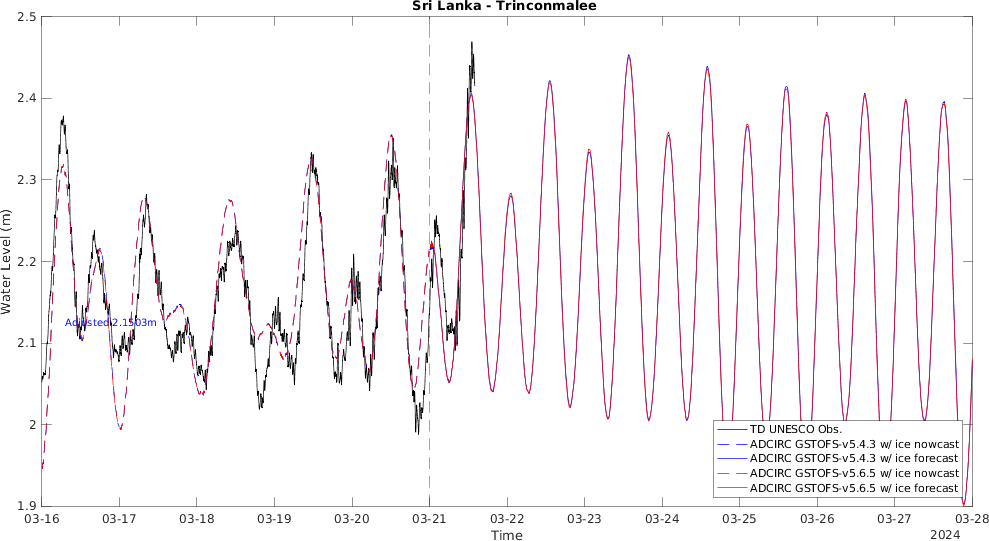 Sri Lanka - Trinconmalee
2.5
2.4
2.3
2.2
2.1
2
1.9
Water Level (m)
Adjusted 2.1503m
TD UNESCO Obs.
ADCIRC GSTOFS-v5.4.3 w/ ice nowcast
ADCIRC GSTOFS-v5.4.3 w/ ice forecast
ADCIRC GSTOFS-v5.6.5 w/ ice nowcast
ADCIRC GSTOFS-v5.6.5 w/ ice forecast
03-16 03-17 03-18 03-19 03-20 03-21 03-22 03-23 03-24 03-25 03-26 03-27 03-28
Time
2024